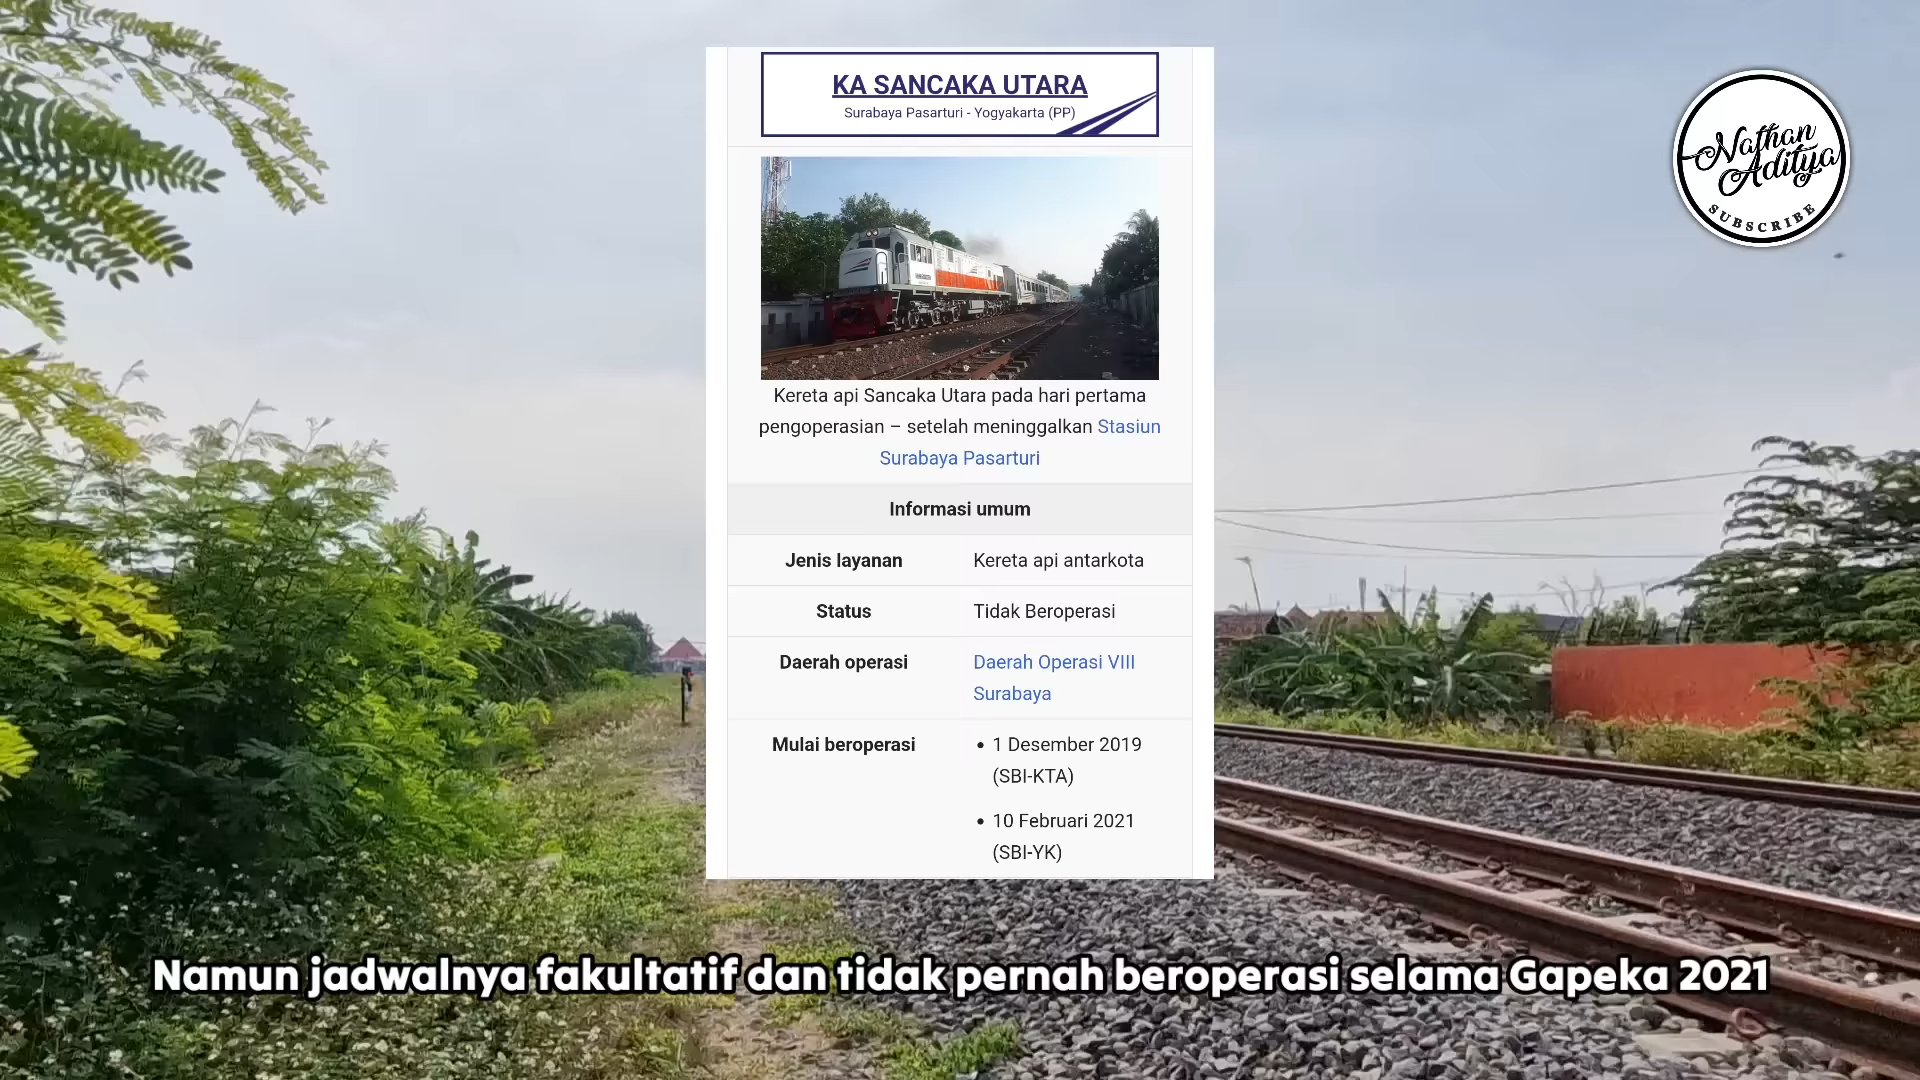 KA SANCAKA UTARA
Surabaya Pasarturi - Yogyakarta (PP)
Nathan
Aditya
SUBSCRIBE
Kereta api Sancaka Utara pada hari pertama
pengoperasian – setelah meninggalkan Stasiun
Surabaya Pasarturi
Informasi umum
Jenis layanan Kereta api antarkota
Status Tidak Beroperasi
Daerah operasi Daerah Operasi VIII
Surabaya
Mulai beroperasi • 1 Desember 2019
(SBI-KTA)
• 10 Februari 2021
(SBI-YK)
Namun jadwalnya fakultatif dan tidak pernah beroperasi selama Gapeka 2021